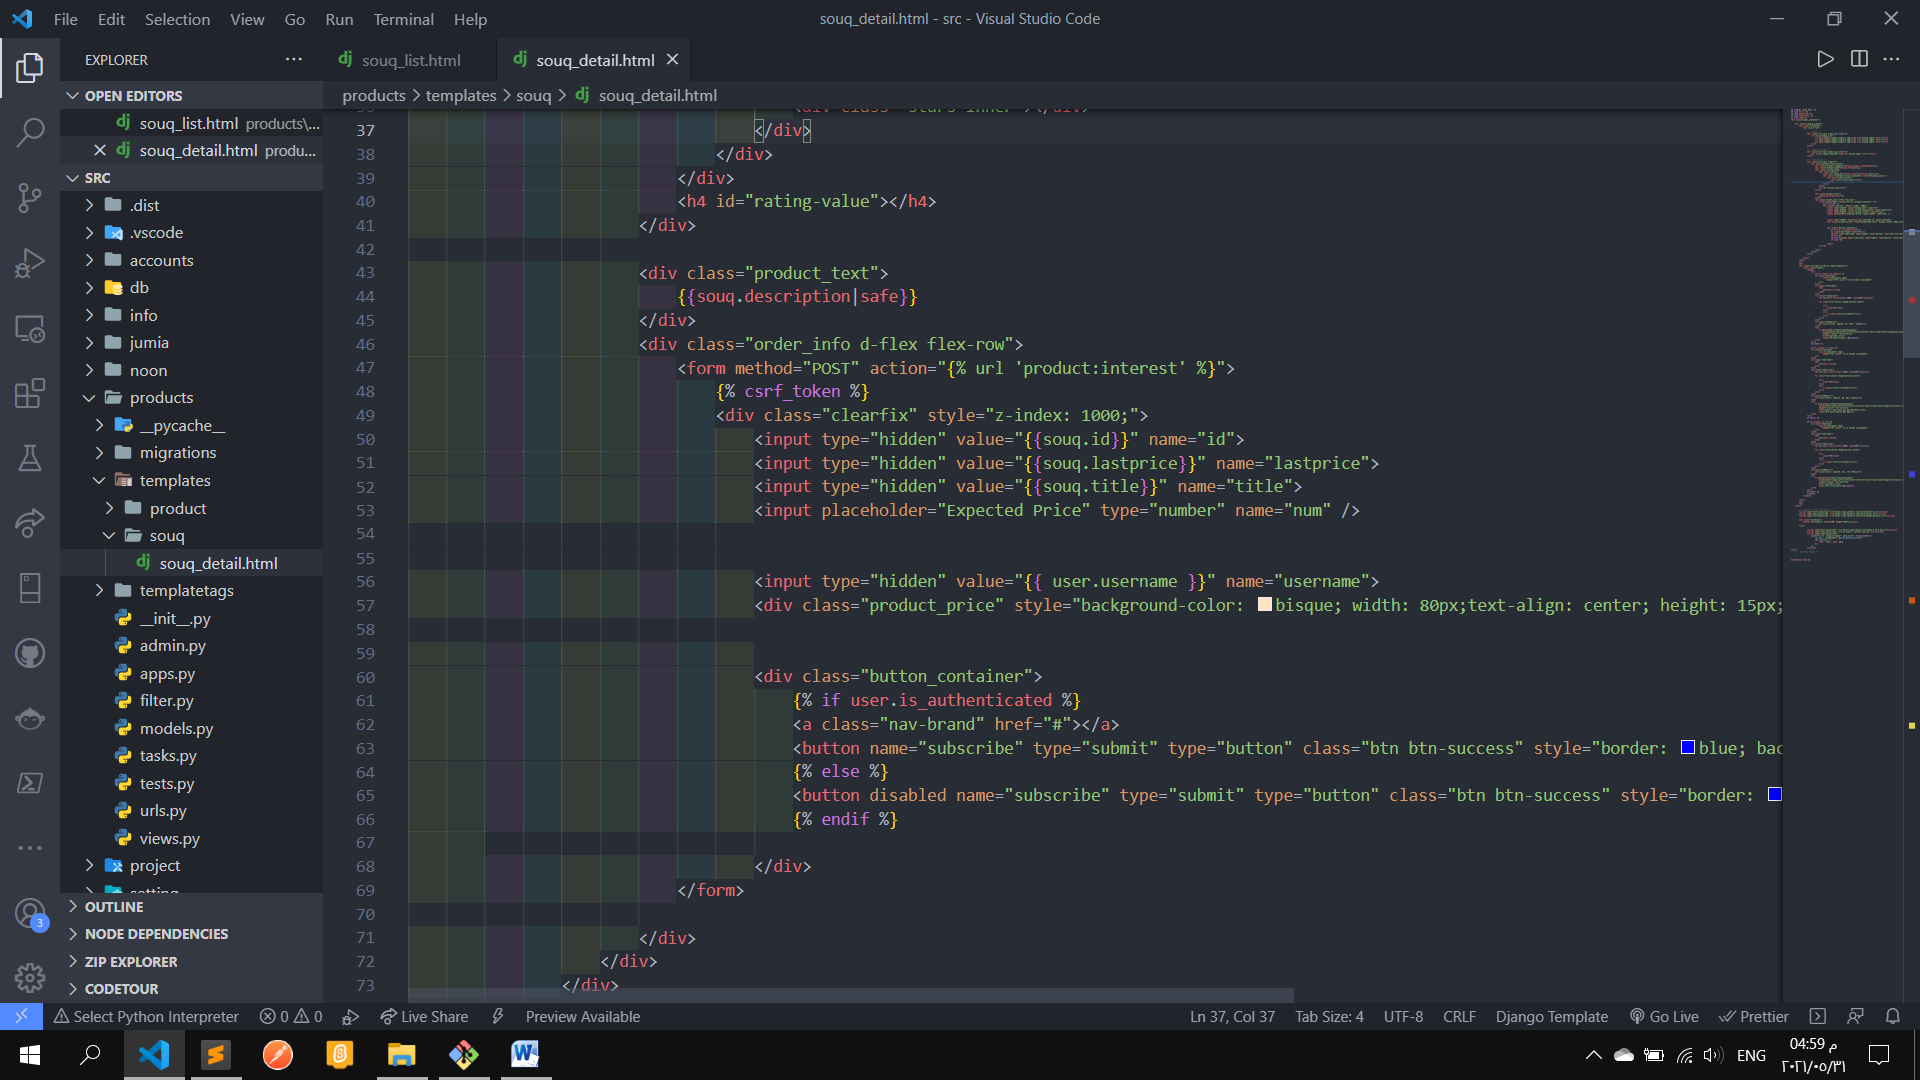 File Edit Selection View Go Run Terminal Help
souq_detail.html - src - Visual Studio Code
EXPLORER
souq_list.html
souq_detail.html
OPEN EDITORS
souq_list.html products\...
souq_detail.html produ...
products > templates > souq > souq_detail.html
SRC
.dist
.vscode
accounts
db
info
jumia
noon
products
__pycache__
migrations
templates
product
souq
souq_detail.html
templatetags
__init__.py
admin.py
apps.py
filter.py
models.py
tasks.py
tests.py
urls.py
views.py
project
setting
OUTLINE
NODE DEPENDENCIES
ZIP EXPLORER
CODETOUR
3
37 </div>
38 </div>
39 </div>
40 <h4 id="rating-value"></h4>
41 </div>
42
43 <div class="product_text">
44 {{souq.description|safe}}
45 </div>
46 <div class="order_info d-flex flex-row">
47 <form method="POST" action="{% url 'product:interest' %}">
48 {% csrf_token %}
49 <div class="clearfix" style="z-index: 1000;">
50 <input type="hidden" value="{{souq.id}}" name="id">
51 <input type="hidden" value="{{souq.lastprice}}" name="lastprice">
52 <input type="hidden" value="{{souq.title}}" name="title">
53 <input placeholder="Expected Price" type="number" name="num" />
54
55
56 <input type="hidden" value="{{ user.username }}" name="username">
57 <div class="product_price" style="background-color: bisque; width: 80px;text-align: center; height: 15px;
58
59
60 <div class="button_container">
61 {% if user.is_authenticated %}
62 <a class="nav-brand" href="#"></a>
63 <button name="subscribe" type="submit" type="button" class="btn btn-success" style="border: blue; bac
64 {% else %}
65 <button disabled name="subscribe" type="submit" type="button" class="btn btn-success" style="border:
66 {% endif %}
67
68 </div>
69 </form>
70
71 </div>
72 </div>
73 </div>
Select Python Interpreter 0 0 Live Share Preview Available Ln 37, Col 37 Tab Size: 4 UTF-8 CRLF Django Template Go Live Prettier
ENG
04:59 م
٢٠٢١/٠٥/٣١